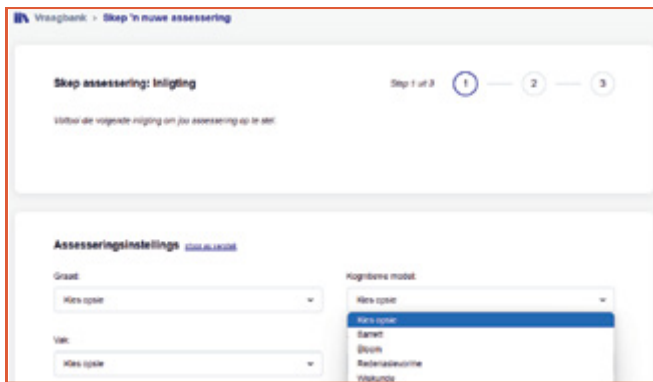 Vraagbank > Skep 'n nuwe assessering
Skep assessering: Inligting
Stap 1 uit 3
1
2
3
Voltooi die volgende inligting om jou assessering op te stel.
Assesseringsinstellings
Graad:
Kies opsie
Kognitiewe model:
Kies opsie
Kies opsie
Barrett
Bloom
Redenasievorme
Wiskunde
Vak:
Kies opsie